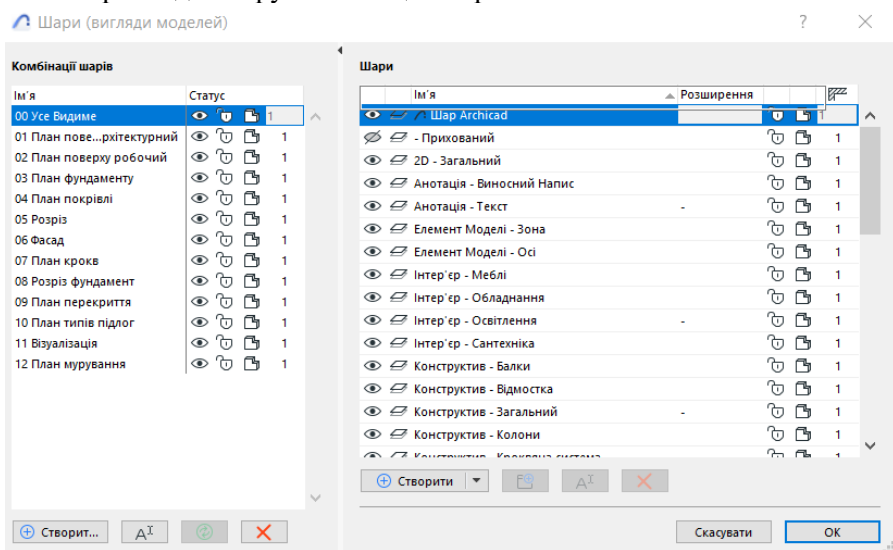 Шари (вигляди моделей) ?
Комбінації шарів
Ім'я Статус
00 Усе Видиме 1
01 План пове...рхітектурний 1
02 План поверху робочий 1
03 План фундаменту 1
04 План покрівлі 1
05 Розріз 1
06 Фасад 1
07 План крокв 1
08 Розріз фундамент 1
09 План перекриття 1
10 План типів підлог 1
11 Візуалізація 1
12 План мурування 1
Створит...
Шари
Ім'я Розширення
Шар Archicad 1
- Прихований 1
2D - Загальний 1
Анотація - Виносний Напис 1
Анотація - Текст - 1
Елемент Моделі - Зона 1
Елемент Моделі - Осі 1
Інтер'єр - Меблі 1
Інтер'єр - Обладнання 1
Інтер'єр - Освітлення - 1
Інтер'єр - Сантехніка 1
Конструктив - Балки 1
Конструктив - Відмостка 1
Конструктив - Загальний - 1
Конструктив - Колони 1
Конструктив - Кроквяна система
Створити
Скасувати OK